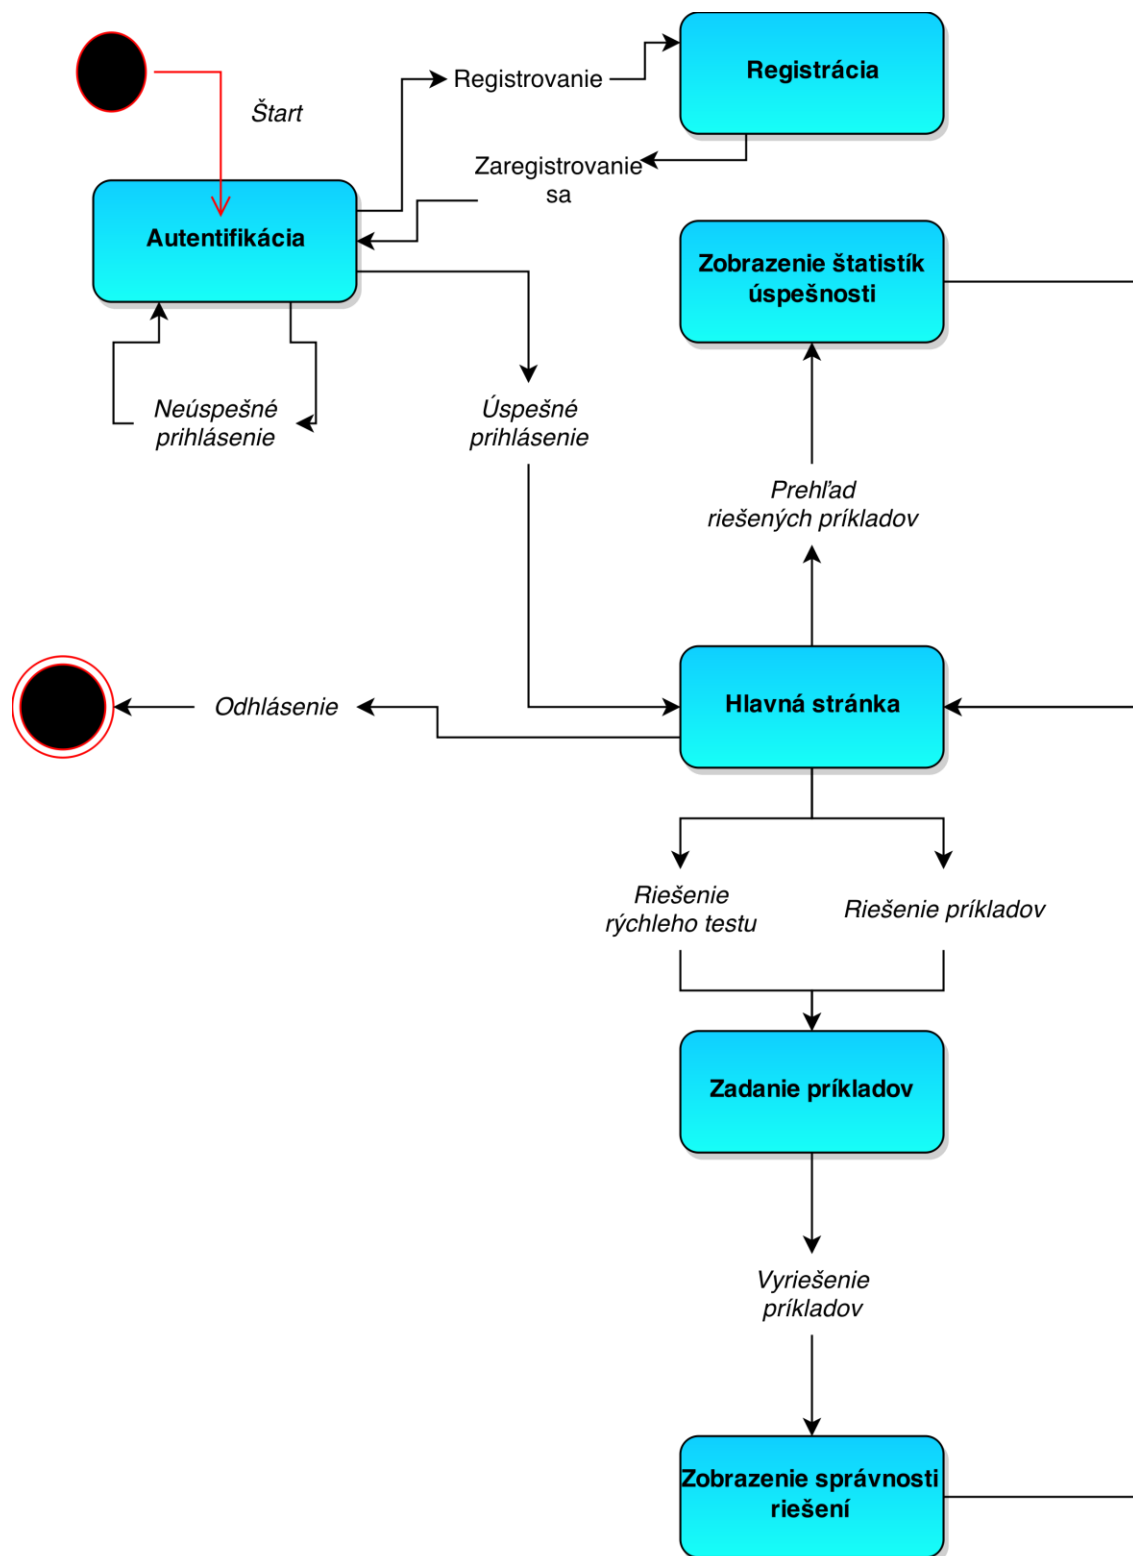 Registrácia
Registrovanie
Štart
Zaregistrovanie
sa
Autentifikácia
Zobrazenie štatistík
úspešnosti
Neúspešné
prihlásenie
Úspešné
prihlásenie
Prehľad
riešených príkladov
Odhlásenie
Hlavná stránka
Riešenie
rýchleho testu
Riešenie príkladov
Zadanie príkladov
Vyriešenie
príkladov
Zobrazenie správnosti
riešení